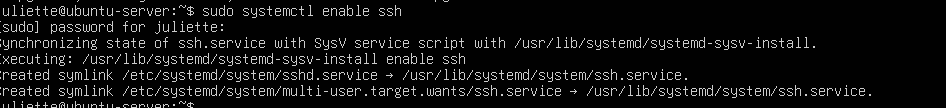 uliette@ubuntu-server:~$ sudo systemctl enable ssh
[sudo] password for juliette:
Synchronizing state of ssh.service with SysV service script with /usr/lib/systemd/systemd-sysv-install.
Executing: /usr/lib/systemd/systemd-sysv-install enable ssh
Created symlink /etc/systemd/system/sshd.service → /usr/lib/systemd/system/ssh.service.
Created symlink /etc/systemd/system/multi-user.target.wants/ssh.service → /usr/lib/systemd/system/ssh.service.
uliette@ubuntu-server:~$